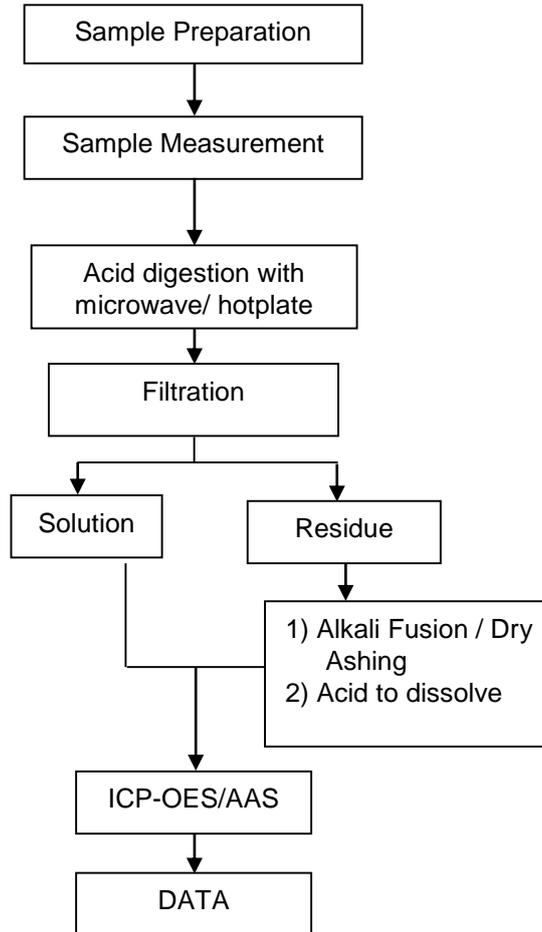 Sample Preparation
Sample Measurement
Acid digestion with
microwave/ hotplate
Filtration
Solution
Residue
1) Alkali Fusion / Dry
Ashing
2) Acid to dissolve
ICP-OES/AAS
DATA